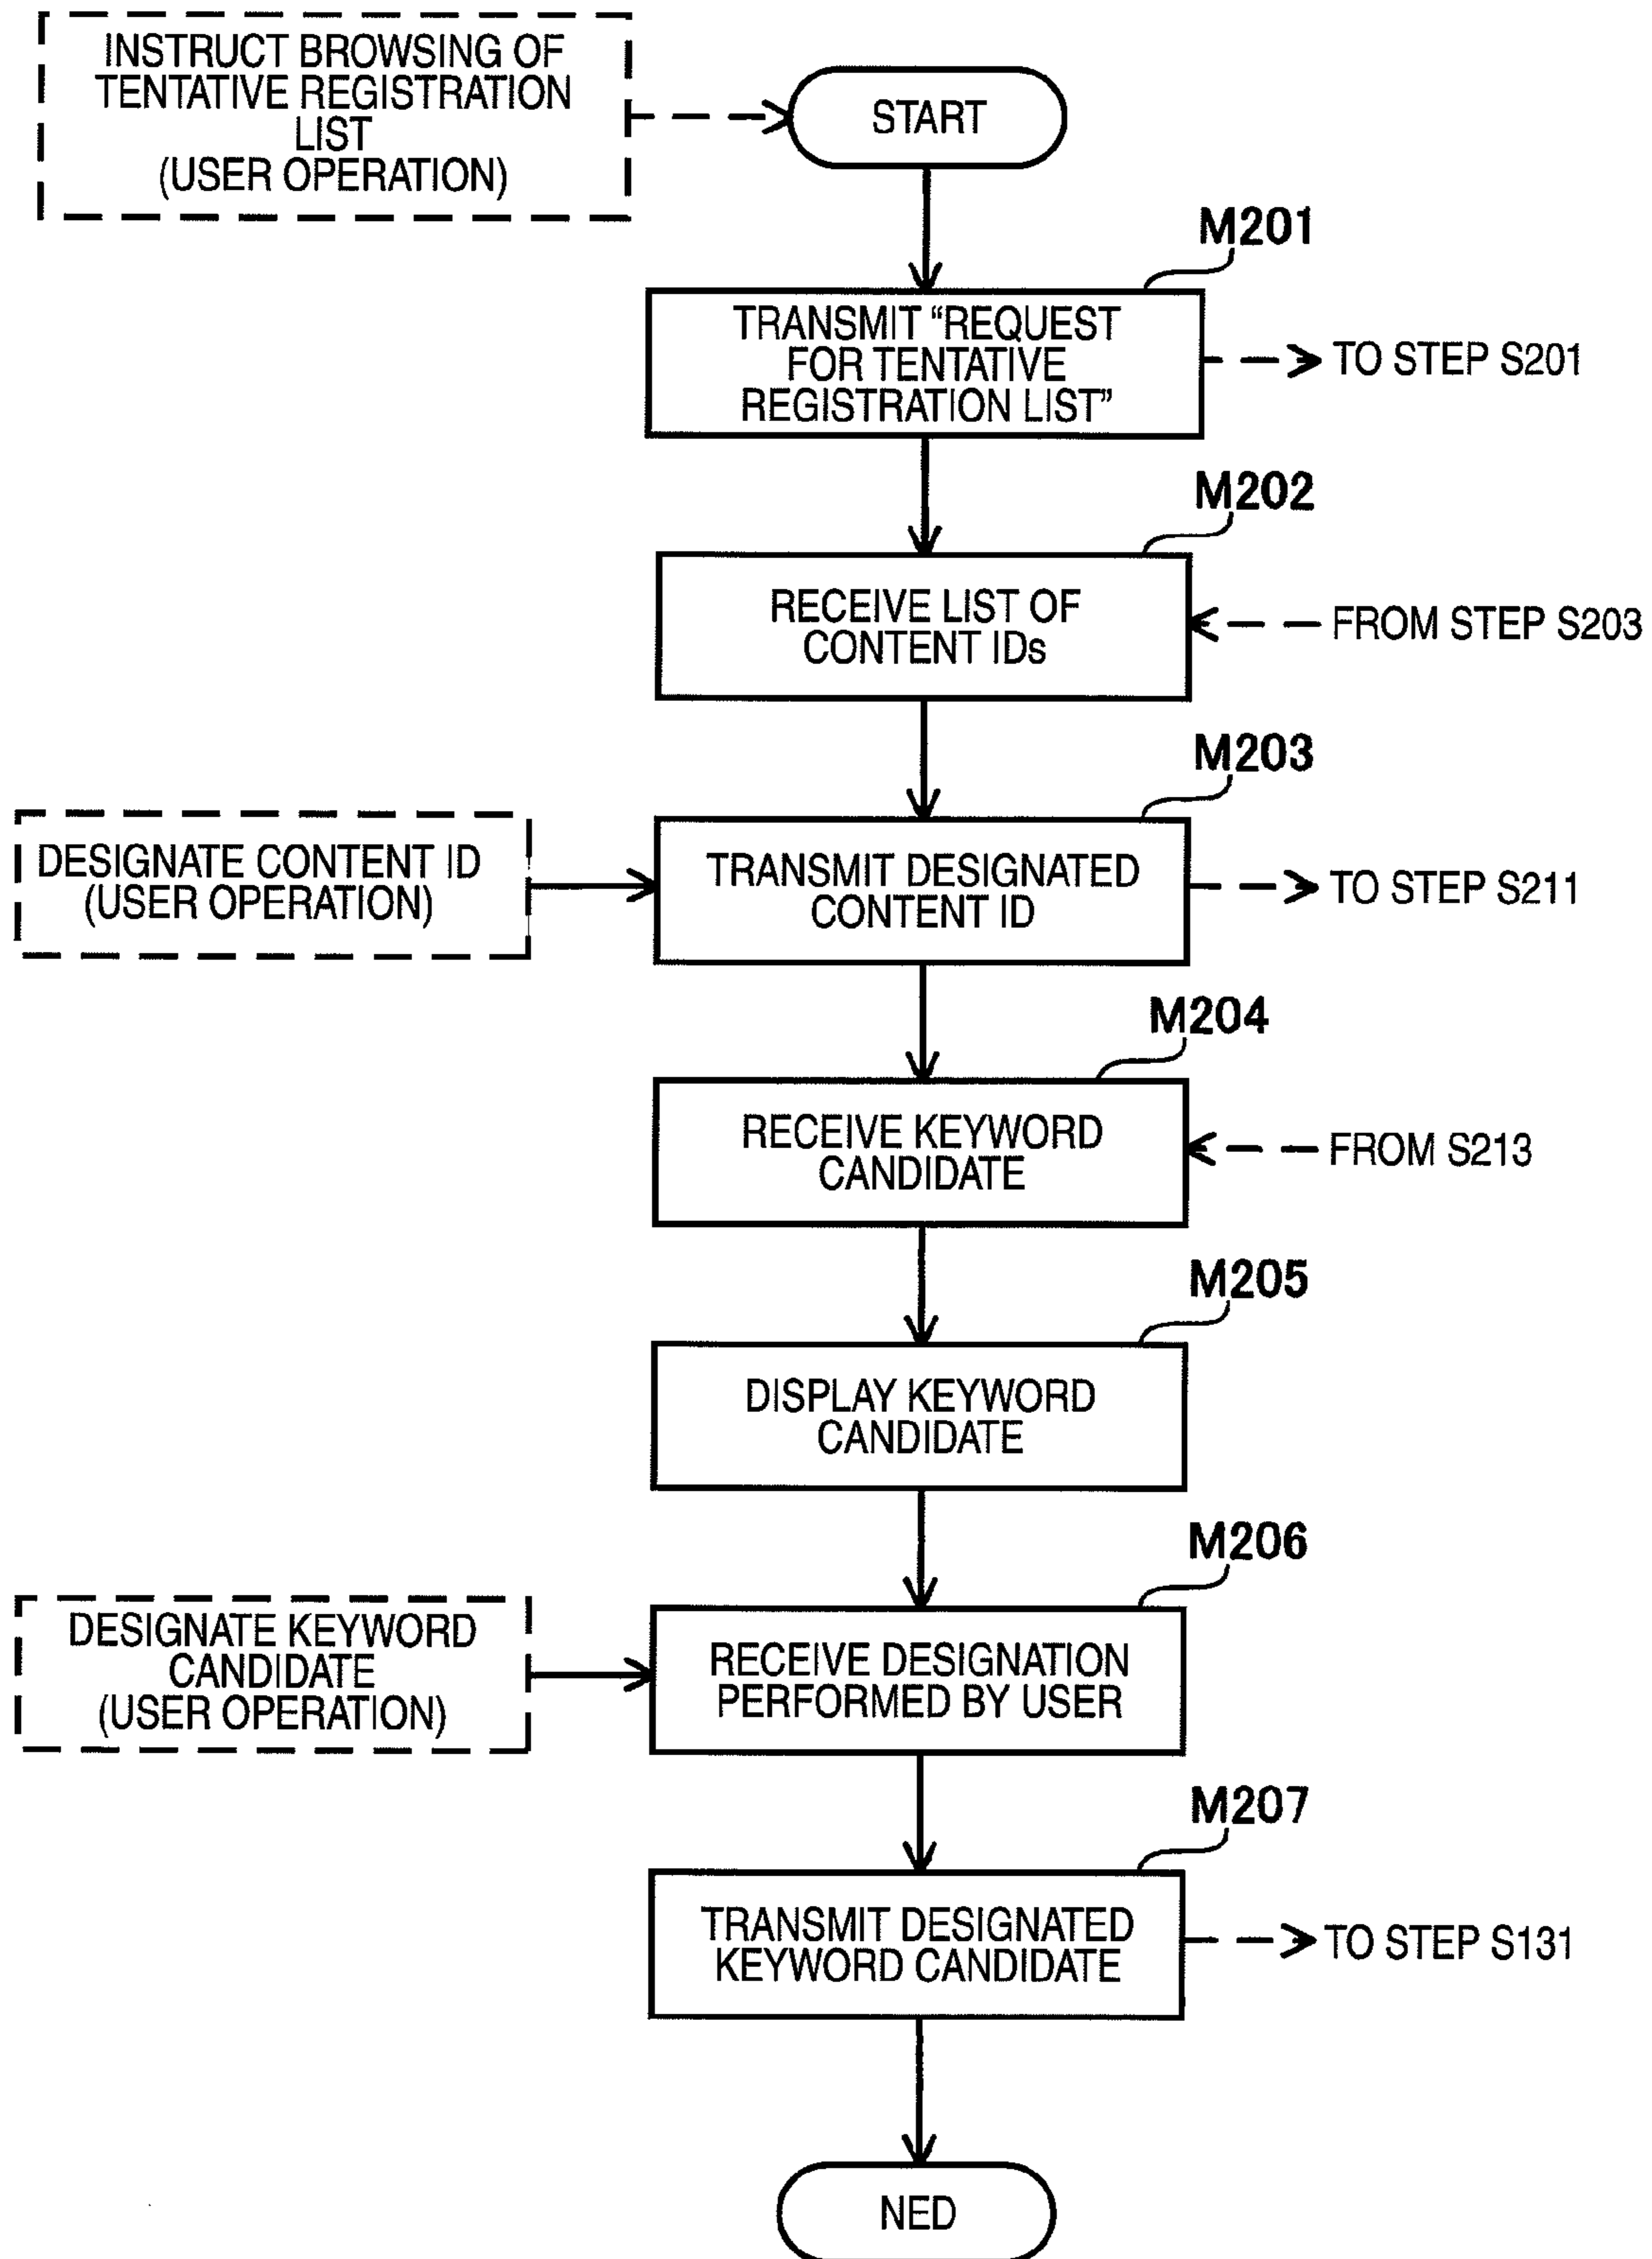 INSTRUCT BROWSING OF
TENTATIVE REGISTRATION
LIST
(USER OPERATION)
START
M201
TRANSMIT “REQUEST
FOR TENTATIVE
REGISTRATION LIST”
TO STEP S201
M202
RECEIVE LIST OF
CONTENT IDs
FROM STEP S203
M203
DESIGNATE CONTENT ID
(USER OPERATION)
TRANSMIT DESIGNATED
CONTENT ID
TO STEP S211
M204
RECEIVE KEYWORD
CANDIDATE
FROM S213
M205
DISPLAY KEYWORD
CANDIDATE
M206
DESIGNATE KEYWORD
CANDIDATE
(USER OPERATION)
RECEIVE DESIGNATION
PERFORMED BY USER
M207
TRANSMIT DESIGNATED
KEYWORD CANDIDATE
TO STEP S131
NED